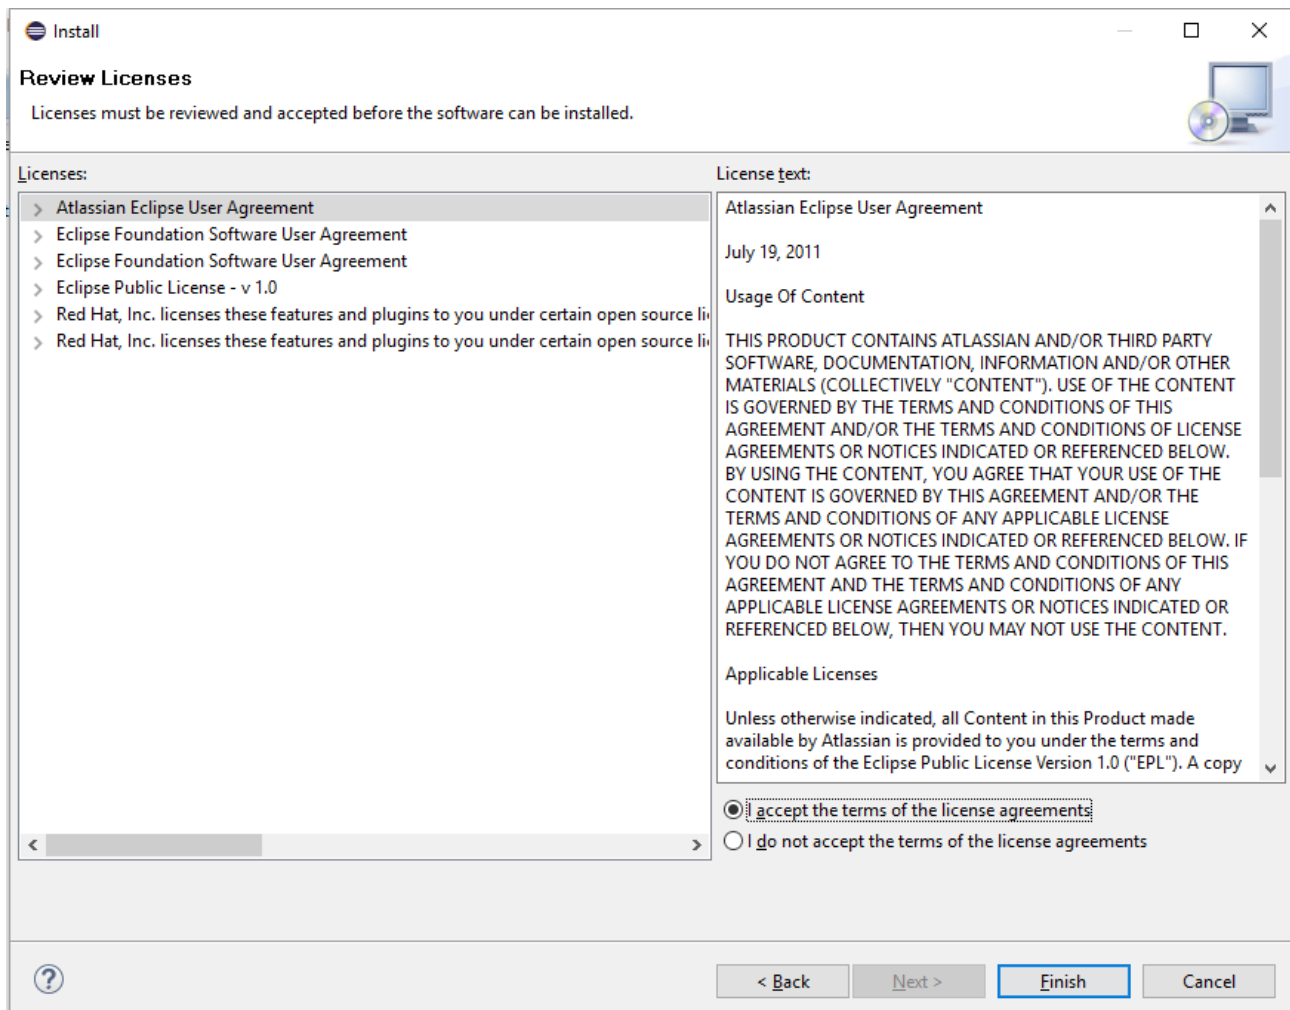 Install
Review Licenses
Licenses must be reviewed and accepted before the software can be installed.
Licenses:
Atlassian Eclipse User Agreement
Eclipse Foundation Software User Agreement
Eclipse Foundation Software User Agreement
Eclipse Public License - v 1.0
Red Hat, Inc. licenses these features and plugins to you under certain open source
Red Hat, Inc. licenses these features and plugins to you under certain open source
License text:
Atlassian Eclipse User Agreement
July 19, 2011
Usage Of Content
THIS PRODUCT CONTAINS ATLASSIAN AND/OR THIRD PARTY
SOFTWARE, DOCUMENTATION, INFORMATION AND/OR OTHER
MATERIALS (COLLECTIVELY "CONTENT"). USE OF THE CONTENT
IS GOVERNED BY THE TERMS AND CONDITIONS OF THIS
AGREEMENT AND/OR THE TERMS AND CONDITIONS OF LICENSE
AGREEMENTS OR NOTICES INDICATED OR REFERENCED BELOW.
BY USING THE CONTENT, YOU AGREE THAT YOUR USE OF THE
CONTENT IS GOVERNED BY THIS AGREEMENT AND/OR THE
TERMS AND CONDITIONS OF ANY APPLICABLE LICENSE
AGREEMENTS OR NOTICES INDICATED OR REFERENCED BELOW. IF
YOU DO NOT AGREE TO THE TERMS AND CONDITIONS OF THIS
AGREEMENT AND THE TERMS AND CONDITIONS OF ANY
APPLICABLE LICENSE AGREEMENTS OR NOTICES INDICATED OR
REFERENCED BELOW, THEN YOU MAY NOT USE THE CONTENT.
Applicable Licenses
Unless otherwise indicated, all Content in this Product made
available by Atlassian is provided to you under the terms and
conditions of the Eclipse Public License Version 1.0 ("EPL"). A copy
I accept the terms of the license agreements
I do not accept the terms of the license agreements
< Back
Next >
Finish
Cancel